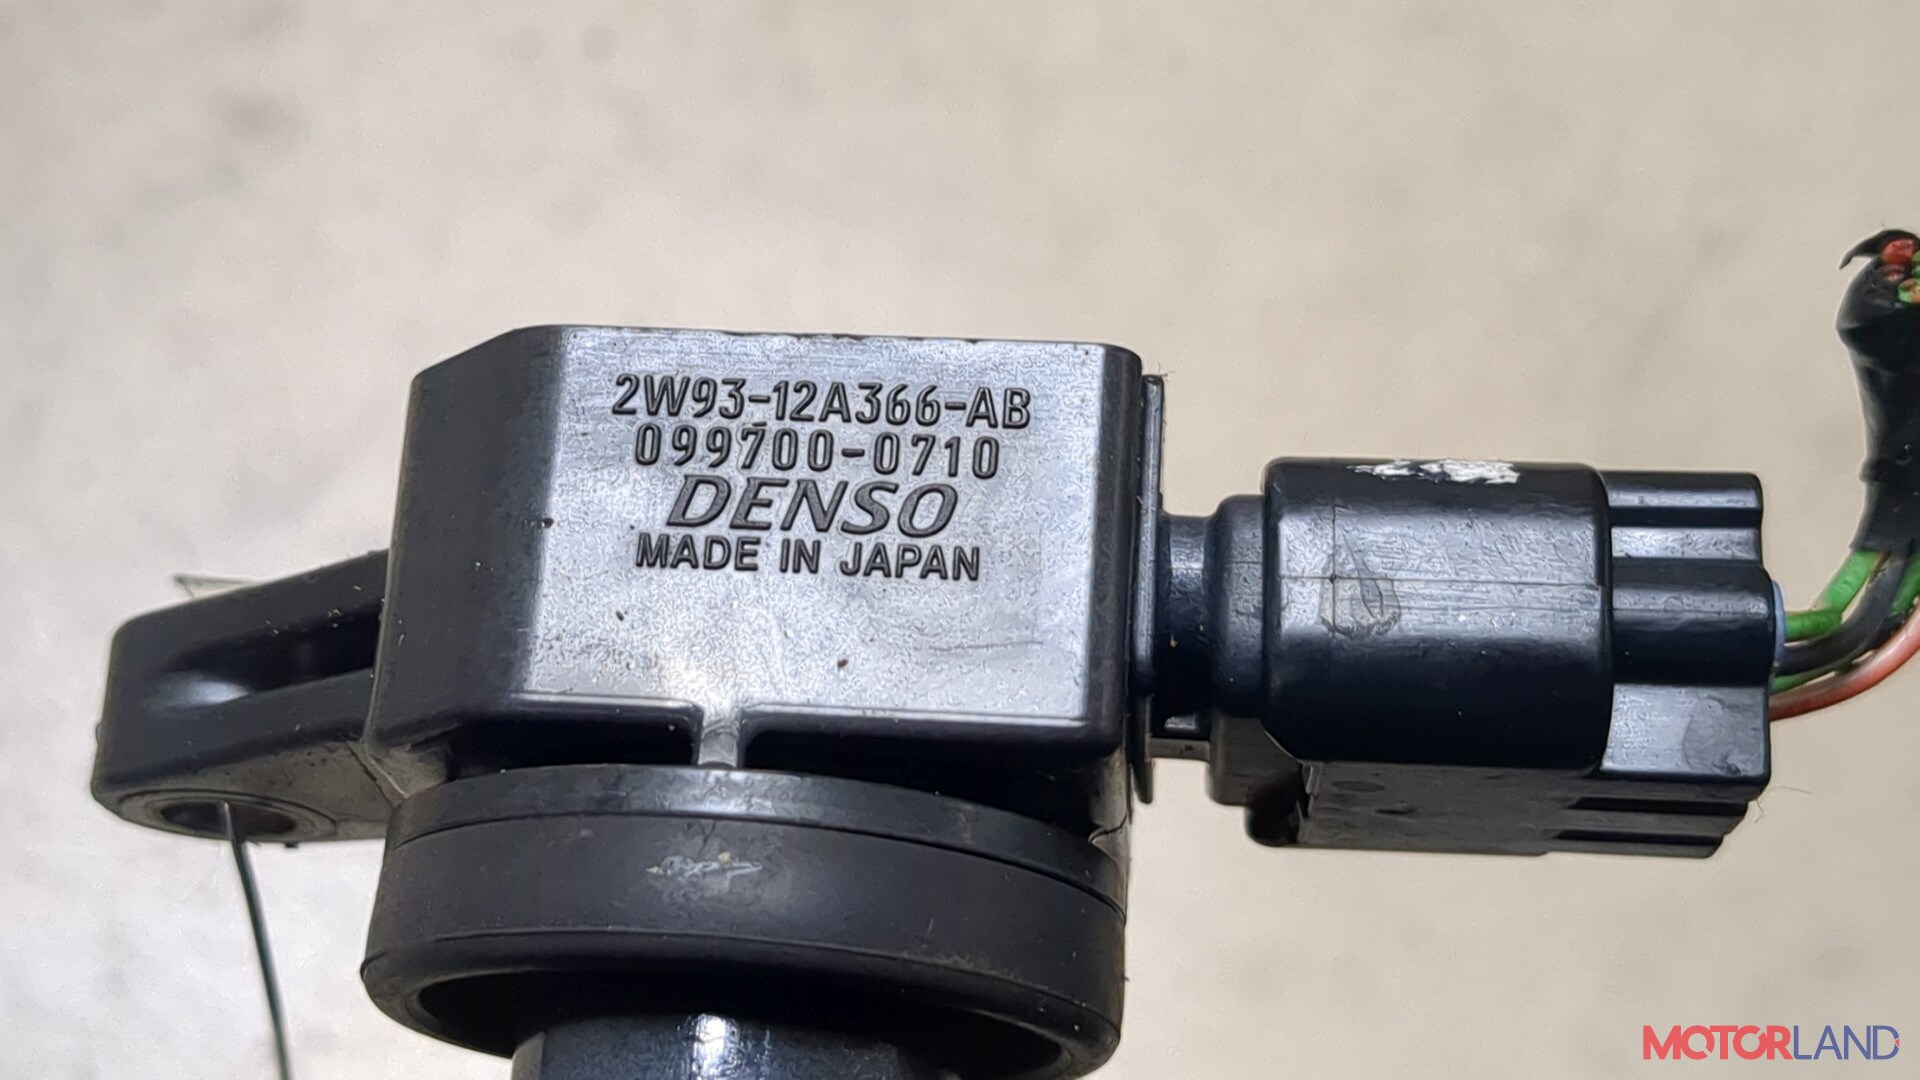 2W93-12A366-AB
099700-0710
DENSO
MADE IN JAPAN
MOTORLAND